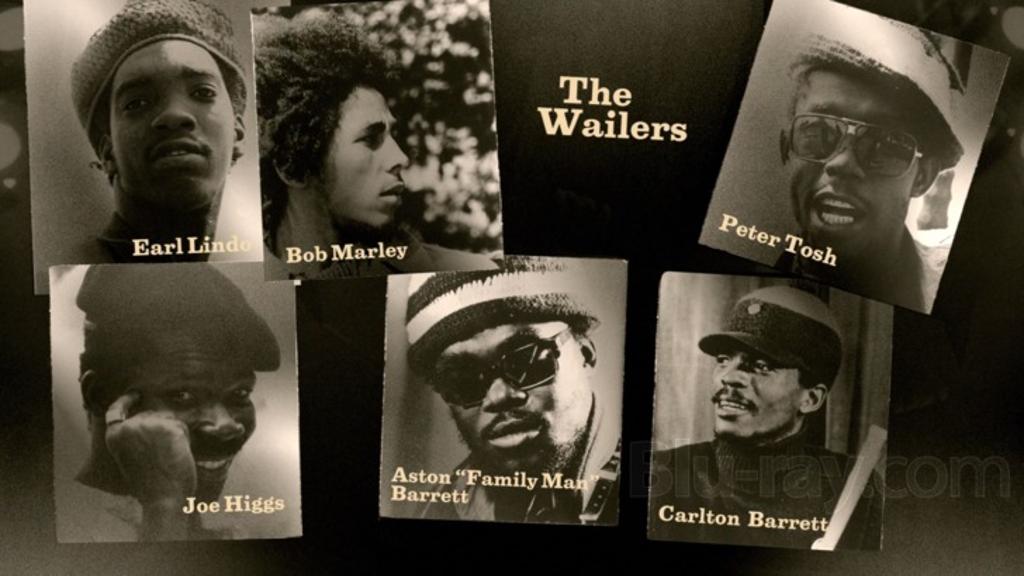 The
Wailers
Earl Lindo
Bob Marley
Peter Tosh
Joe Higgs
Aston "Family Man"
Barrett
Carlton Barrett
Blu-ray.com